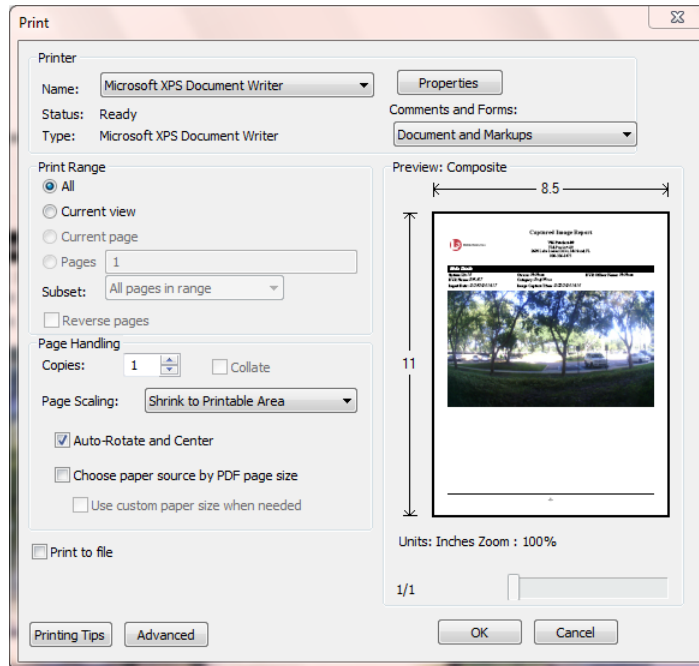 Print
Printer
Name: Microsoft XPS Document Writer Properties
Status: Ready Comments and Forms:
Type: Microsoft XPS Document Writer Document and Markups
Print Range
All
Current view
Current page
Pages 1
Subset: All pages in range
Reverse pages
Page Handling
Copies: 1 Collate
Page Scaling: Shrink to Printable Area
Auto-Rotate and Center
Choose paper source by PDF page size
Use custom paper size when needed
Print to file
Printing Tips Advanced
Preview: Composite
8.5
11
Captured Image Report
Units: Inches Zoom : 100%
1/1
OK Cancel